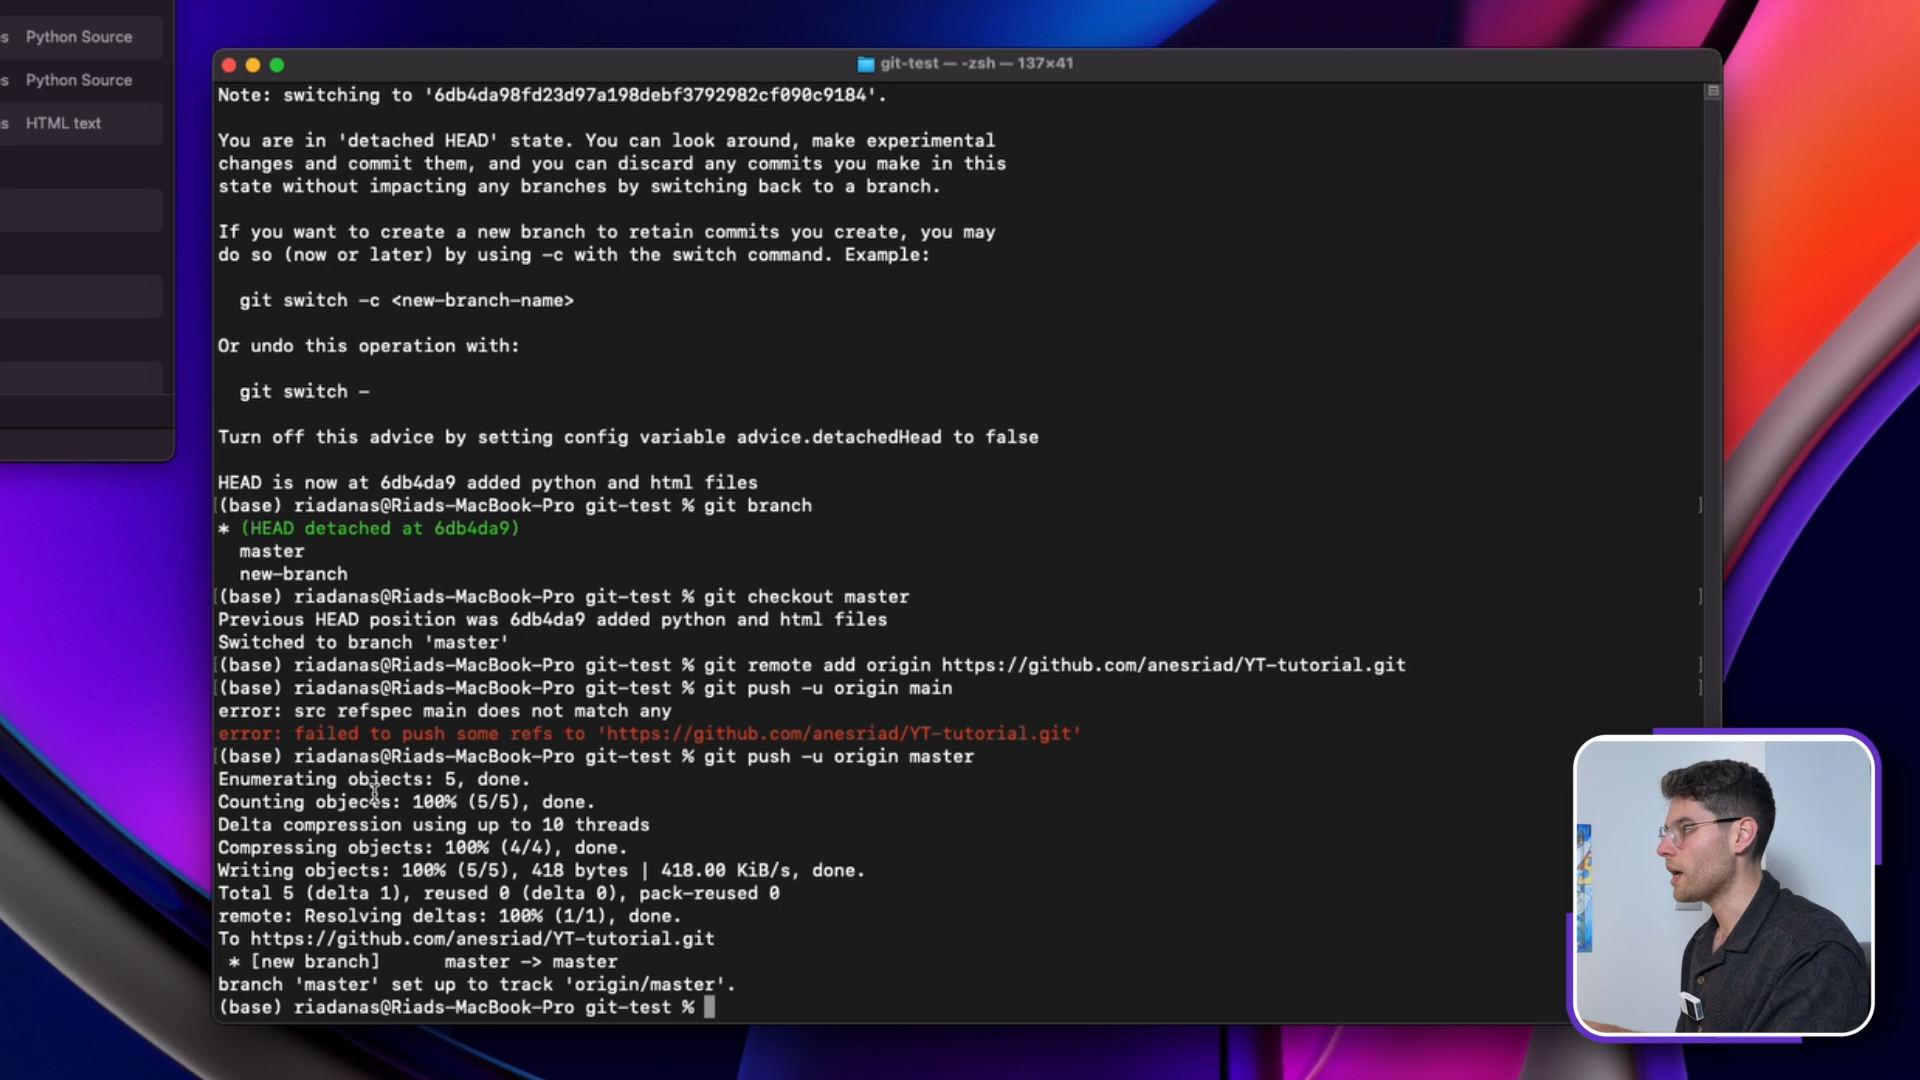 s Python Source
s Python Source
s HTML text
git-test — -zsh — 137×41
Note: switching to '6db4da98fd23d97a198debf3792982cf090c9184'.
You are in 'detached HEAD' state. You can look around, make experimental
changes and commit them, and you can discard any commits you make in this
state without impacting any branches by switching back to a branch.
If you want to create a new branch to retain commits you create, you may
do so (now or later) by using -c with the switch command. Example:
git switch -c <new-branch-name>
Or undo this operation with:
git switch -
Turn off this advice by setting config variable advice.detachedHead to false
HEAD is now at 6db4da9 added python and html files
[(base) riadanas@Riads-MacBook-Pro git-test % git branch ]
* (HEAD detached at 6db4da9)
master
new-branch
[(base) riadanas@Riads-MacBook-Pro git-test % git checkout master ]
Previous HEAD position was 6db4da9 added python and html files
Switched to branch 'master'
[(base) riadanas@Riads-MacBook-Pro git-test % git remote add origin https://github.com/anesriad/YT-tutorial.git ]
[(base) riadanas@Riads-MacBook-Pro git-test % git push -u origin main ]
error: src refspec main does not match any
error: failed to push some refs to 'https://github.com/anesriad/YT-tutorial.git'
[(base) riadanas@Riads-MacBook-Pro git-test % git push -u origin master
Enumerating objects: 5, done.
Counting objects: 100% (5/5), done.
Delta compression using up to 10 threads
Compressing objects: 100% (4/4), done.
Writing objects: 100% (5/5), 418 bytes | 418.00 KiB/s, done.
Total 5 (delta 1), reused 0 (delta 0), pack-reused 0
remote: Resolving deltas: 100% (1/1), done.
To https://github.com/anesriad/YT-tutorial.git
* [new branch] master -> master
branch 'master' set up to track 'origin/master'.
(base) riadanas@Riads-MacBook-Pro git-test %